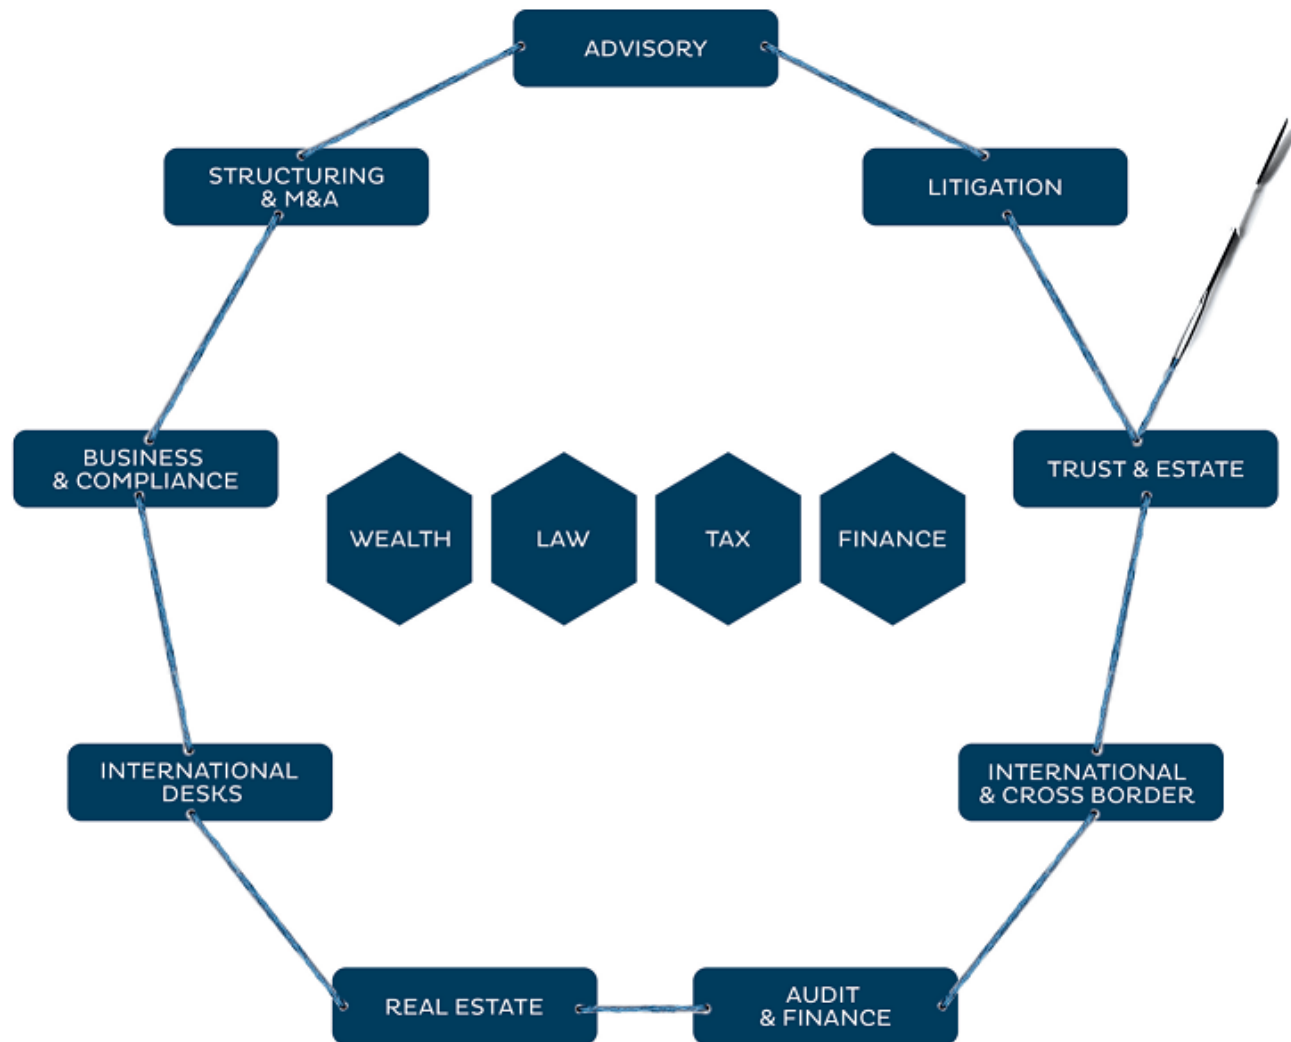 ADVISORY
STRUCTURING
& M&A
LITIGATION
BUSINESS
& COMPLIANCE
TRUST & ESTATE
WEALTH
LAW
TAX
FINANCE
INTERNATIONAL
DESKS
INTERNATIONAL
& CROSS BORDER
REAL ESTATE
AUDIT
& FINANCE